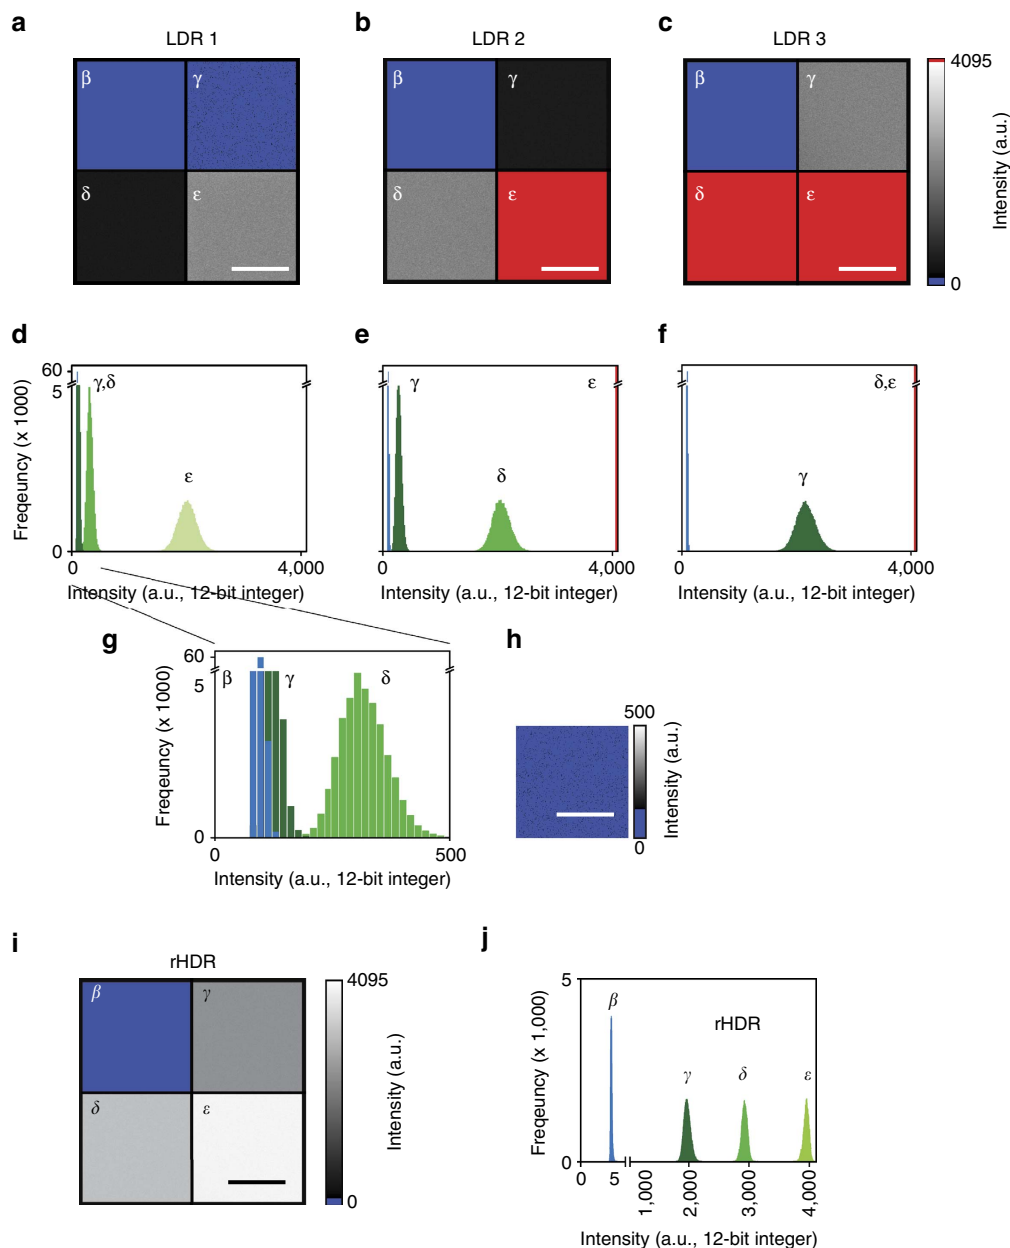 a
LDR 1
b
LDR 2
c
LDR 3
β
γ
δ
ε
β
γ
δ
ε
β
γ
δ
ε
4095
0
Intensity (a.u.)
d
60
5
0
Freqeuncy (x 1000)
γ,δ
ε
0
4,000
Intensity (a.u., 12-bit integer)
e
γ
ε
δ
0
4,000
Intensity (a.u., 12-bit integer)
f
δ,ε
γ
0
4,000
Intensity (a.u., 12-bit integer)
g
60
5
0
Freqeuncy (x 1000)
β
γ
δ
0
500
Intensity (a.u., 12-bit integer)
h
500
0
Intensity (a.u.)
i
rHDR
β
γ
δ
ε
4095
0
Intensity (a.u.)
j
5
0
Freqeuncy (x 1,000)
β
rHDR
γ
δ
ε
0
5
1,000
2,000
3,000
4,000
Intensity (a.u., 12-bit integer)